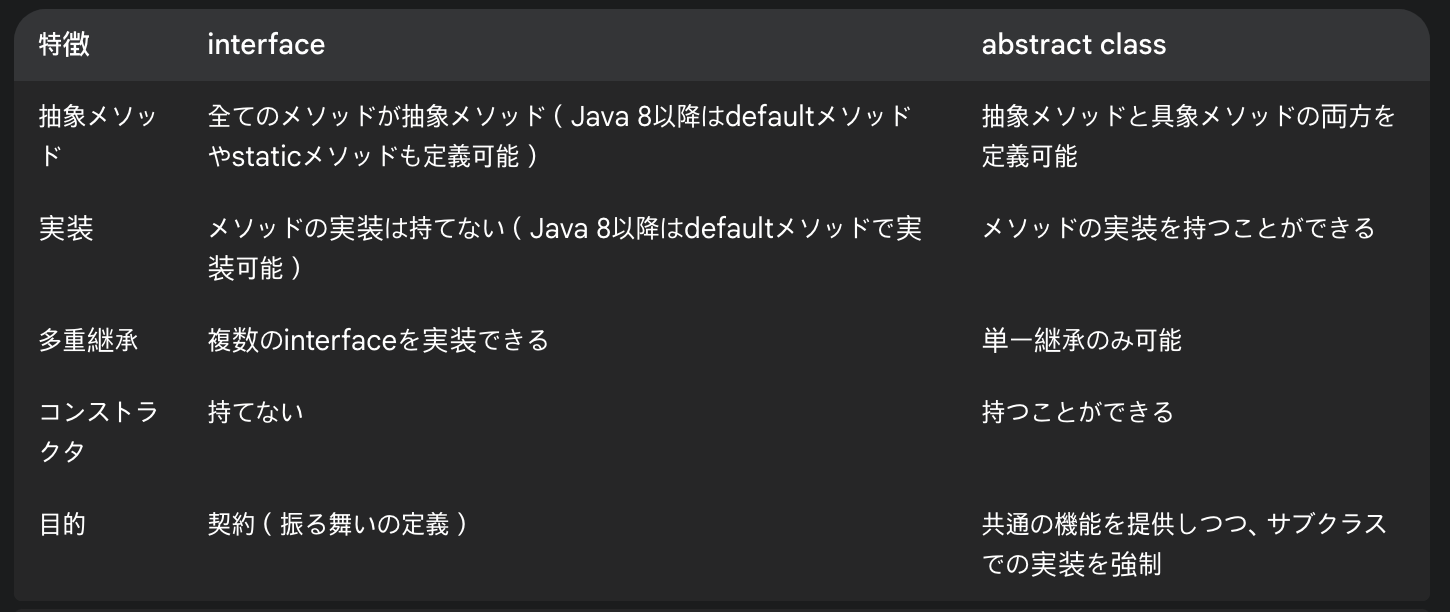 特徴 interface abstract class
抽象メソッ 全てのメソッドが抽象メソッド ( Java 8以降はdefaultメソッド 抽象メソッドと具象メソッドの両方を
ド やstaticメソッドも定義可能 ) 定義可能
実装 メソッドの実装は持てない ( Java 8以降はdefaultメソッドで実 メソッドの実装を持つことができる
装可能 )
多重継承 複数のinterfaceを実装できる 単一継承のみ可能
コンストラ 持てない 持つことができる
クタ
目的 契約 ( 振る舞いの定義 ) 共通の機能を提供しつつ、サブクラス
での実装を強制